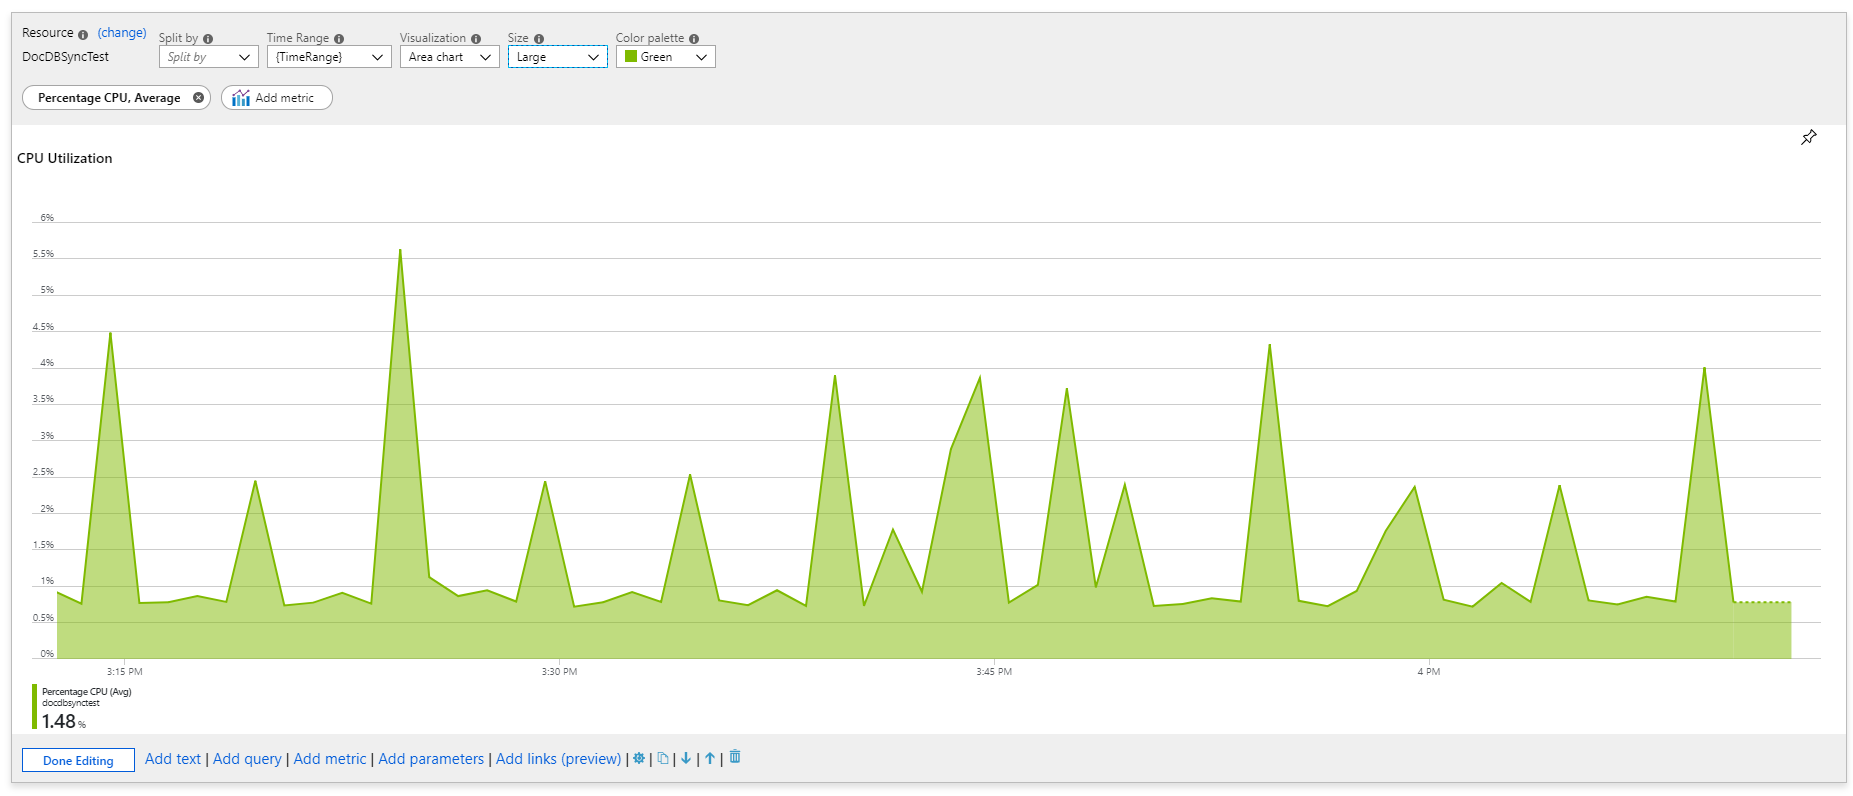 Resource (change)
DocDBSyncTest
Split by
Split by
Time Range
{TimeRange}
Visualization
Area chart
Size
Large
Color palette
Green
Percentage CPU, Average
Add metric
CPU Utilization
6%
5.5%
5%
4.5%
4%
3.5%
3%
2.5%
2%
1.5%
1%
0.5%
0%
3:15 PM
3:30 PM
3:45 PM
4 PM
Percentage CPU (Avg)
docdbsynctest
1.48 %
Done Editing Add text | Add query | Add metric | Add parameters | Add links (preview) | | | | |